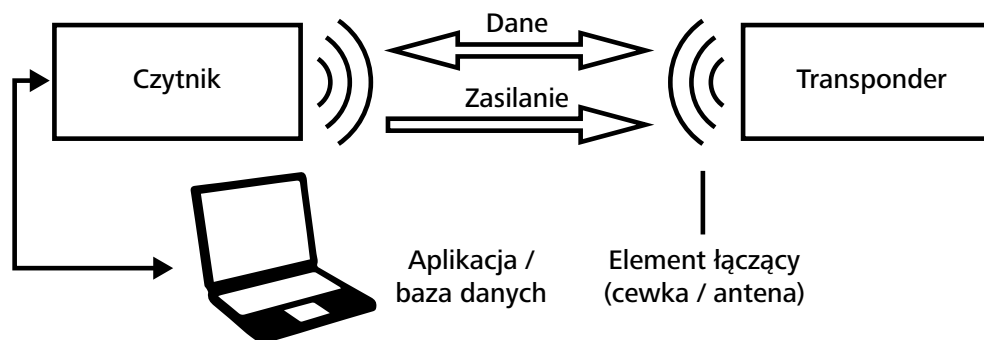 Dane
Czytnik
Transponder
Zasilanie
Aplikacja /
baza danych
Element łączący
(cewka / antena)